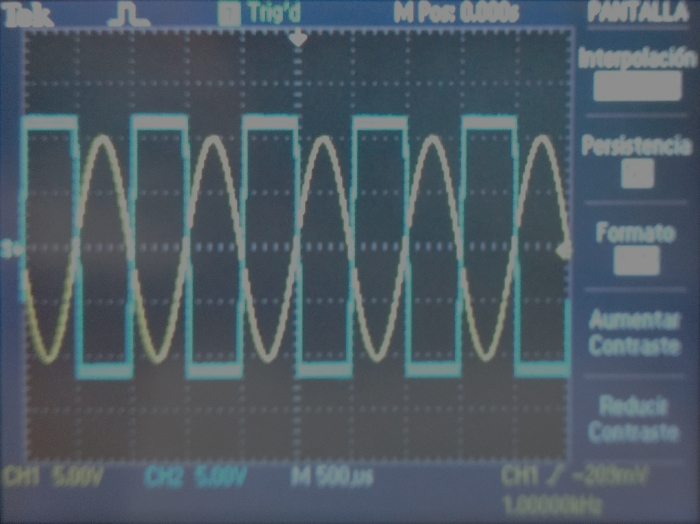 Tek Trig'd M Pos: 0.000s PANTALLA
Interpolación
Persistencia
Formato
Aumentar
Contraste
Reducir
Contraste
CH1 5.00V CH2 5.00V M 500µs CH1 -209mV
1.00000kHz